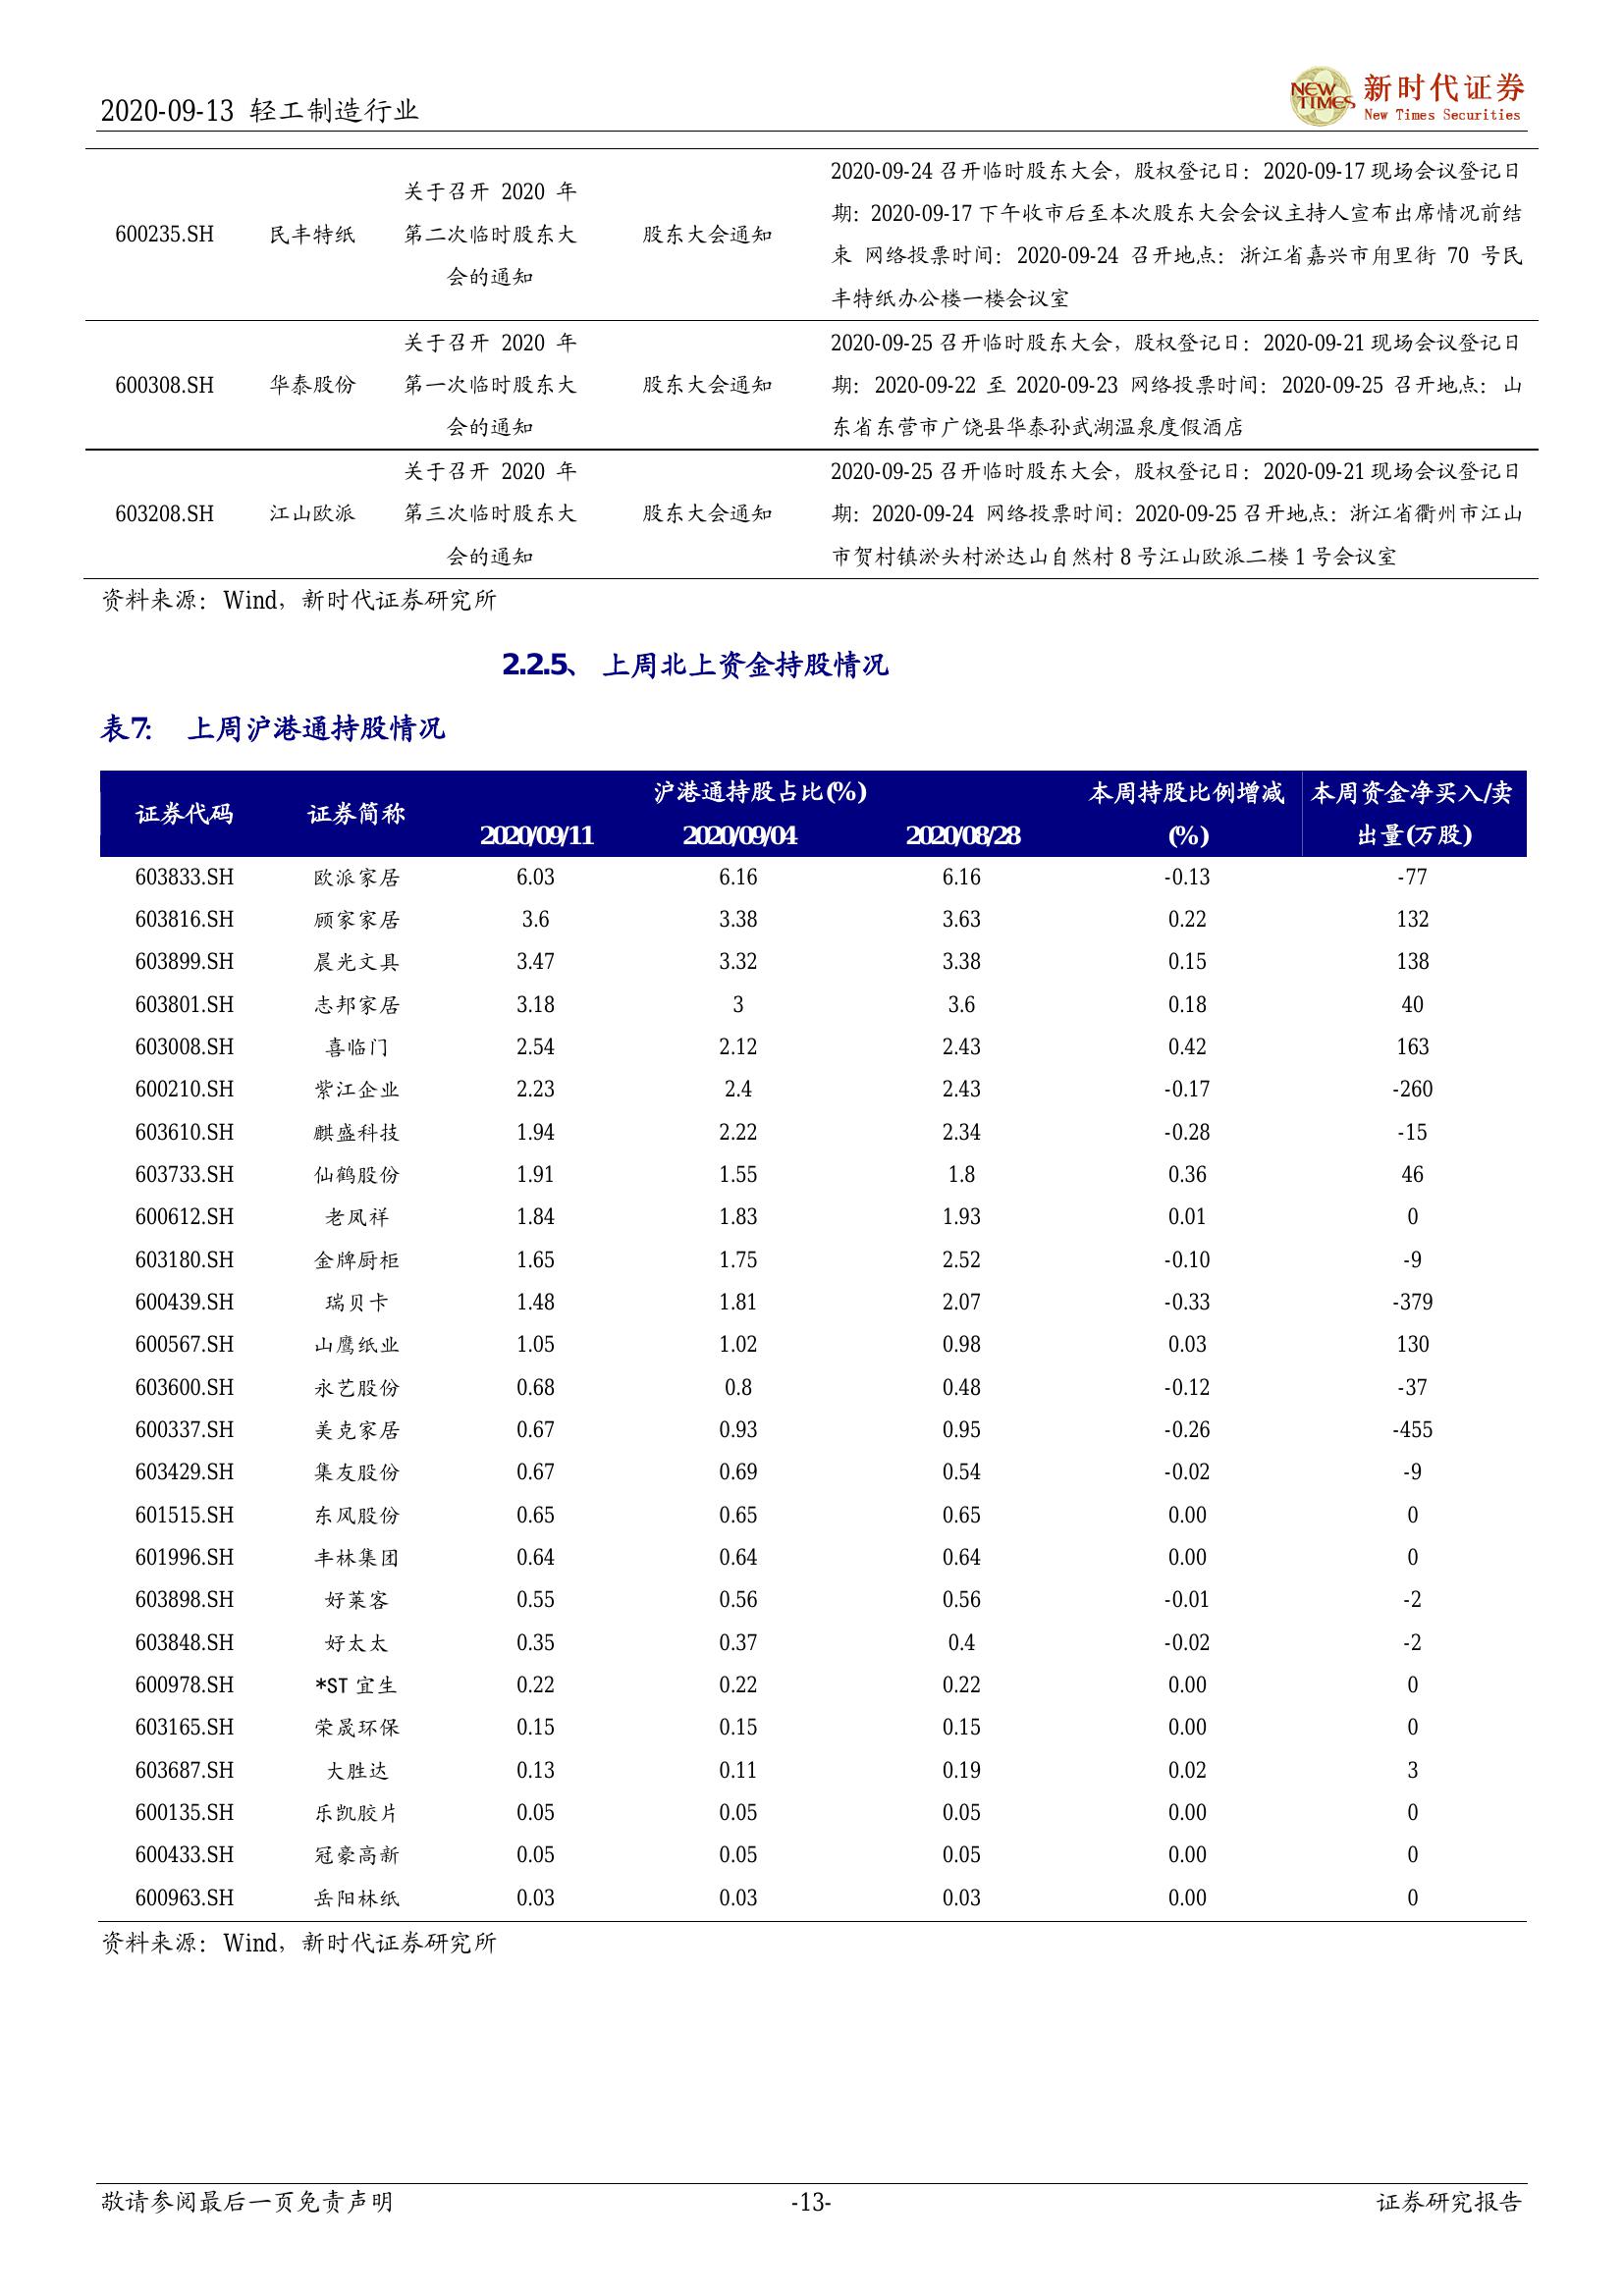 2020-09-13 轻工制造行业
NEW TIMES 新时代证券
New Times Securities
2020-09-24 召开临时股东大会，股权登记日：2020-09-17 现场会议登记日
关于召开 2020 年
期：2020-09-17 下午收市后至本次股东大会会议主持人宣布出席情况前结
600235.SH 民丰特纸 第二次临时股东大 股东大会通知
束 网络投票时间：2020-09-24 召开地点：浙江省嘉兴市甪里街 70 号民
会的通知
丰特纸办公楼一楼会议室
关于召开 2020 年 2020-09-25 召开临时股东大会，股权登记日：2020-09-21 现场会议登记日
600308.SH 华泰股份 第一次临时股东大 股东大会通知 期：2020-09-22 至 2020-09-23 网络投票时间：2020-09-25 召开地点：山
会的通知 东省东营市广饶县华泰孙武湖温泉度假酒店
关于召开 2020 年 2020-09-25 召开临时股东大会，股权登记日：2020-09-21 现场会议登记日
603208.SH 江山欧派 第三次临时股东大 股东大会通知 期：2020-09-24 网络投票时间：2020-09-25 召开地点：浙江省衢州市江山
会的通知 市贺村镇淤头村淤达山自然村 8 号江山欧派二楼 1 号会议室
资料来源：Wind，新时代证券研究所
2.2.5、 上周北上资金持股情况
表7： 上周沪港通持股情况
证券代码 证券简称 沪港通持股占比(%) 本周持股比例增减 本周资金净买入/卖
2020/09/11 2020/09/04 2020/08/28 (%) 出量(万股)
603833.SH 欧派家居 6.03 6.16 6.16 -0.13 -77
603816.SH 顾家家居 3.6 3.38 3.63 0.22 132
603899.SH 晨光文具 3.47 3.32 3.38 0.15 138
603801.SH 志邦家居 3.18 3 3.6 0.18 40
603008.SH 喜临门 2.54 2.12 2.43 0.42 163
600210.SH 紫江企业 2.23 2.4 2.43 -0.17 -260
603610.SH 麒盛科技 1.94 2.22 2.34 -0.28 -15
603733.SH 仙鹤股份 1.91 1.55 1.8 0.36 46
600612.SH 老凤祥 1.84 1.83 1.93 0.01 0
603180.SH 金牌厨柜 1.65 1.75 2.52 -0.10 -9
600439.SH 瑞贝卡 1.48 1.81 2.07 -0.33 -379
600567.SH 山鹰纸业 1.05 1.02 0.98 0.03 130
603600.SH 永艺股份 0.68 0.8 0.48 -0.12 -37
600337.SH 美克家居 0.67 0.93 0.95 -0.26 -455
603429.SH 集友股份 0.67 0.69 0.54 -0.02 -9
601515.SH 东风股份 0.65 0.65 0.65 0.00 0
601996.SH 丰林集团 0.64 0.64 0.64 0.00 0
603898.SH 好莱客 0.55 0.56 0.56 -0.01 -2
603848.SH 好太太 0.35 0.37 0.4 -0.02 -2
600978.SH *ST 宜生 0.22 0.22 0.22 0.00 0
603165.SH 荣晟环保 0.15 0.15 0.15 0.00 0
603687.SH 大胜达 0.13 0.11 0.19 0.02 3
600135.SH 乐凯胶片 0.05 0.05 0.05 0.00 0
600433.SH 冠豪高新 0.05 0.05 0.05 0.00 0
600963.SH 岳阳林纸 0.03 0.03 0.03 0.00 0
资料来源：Wind，新时代证券研究所
敬请参阅最后一页免责声明 -13- 证券研究报告